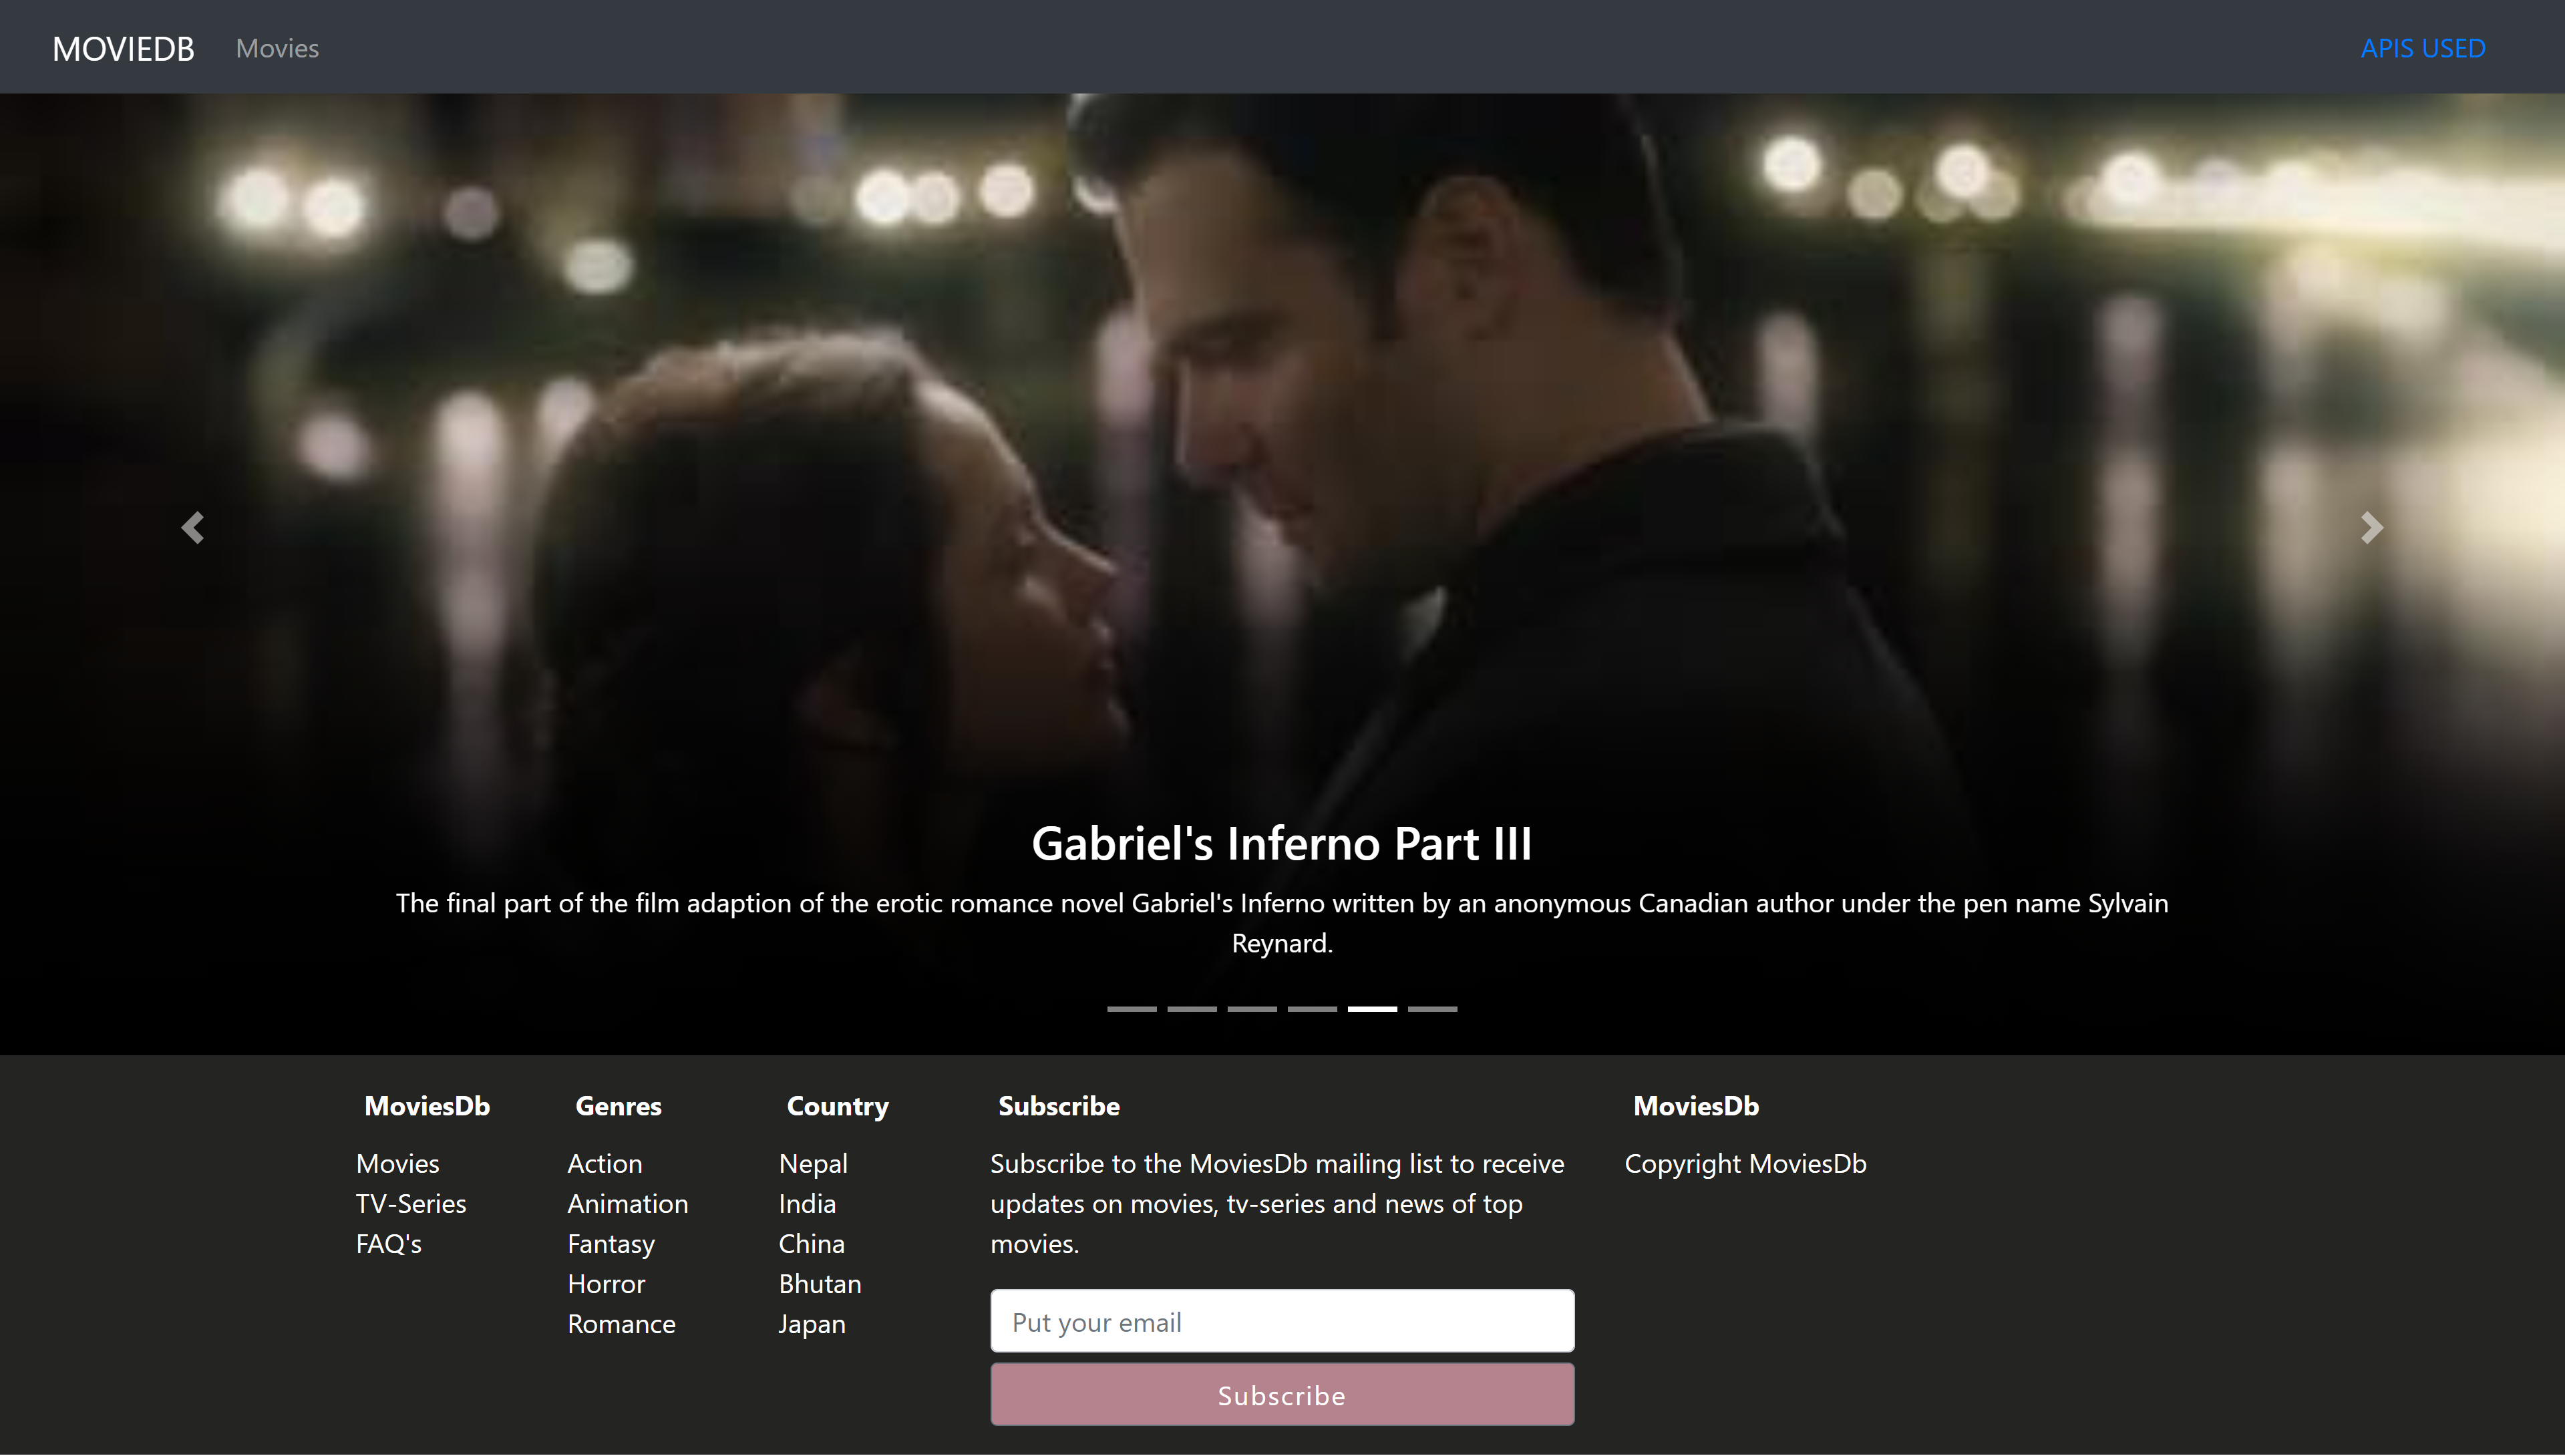 MOVIEDB Movies APIS USED
Gabriel's Inferno Part III
The final part of the film adaption of the erotic romance novel Gabriel's Inferno written by an anonymous Canadian author under the pen name Sylvain
Reynard.
MoviesDb
Movies
TV-Series
FAQ's
Genres
Action
Animation
Fantasy
Horror
Romance
Country
Nepal
India
China
Bhutan
Japan
Subscribe
Subscribe to the MoviesDb mailing list to receive
updates on movies, tv-series and news of top
movies.
Put your email
Subscribe
MoviesDb
Copyright MoviesDb